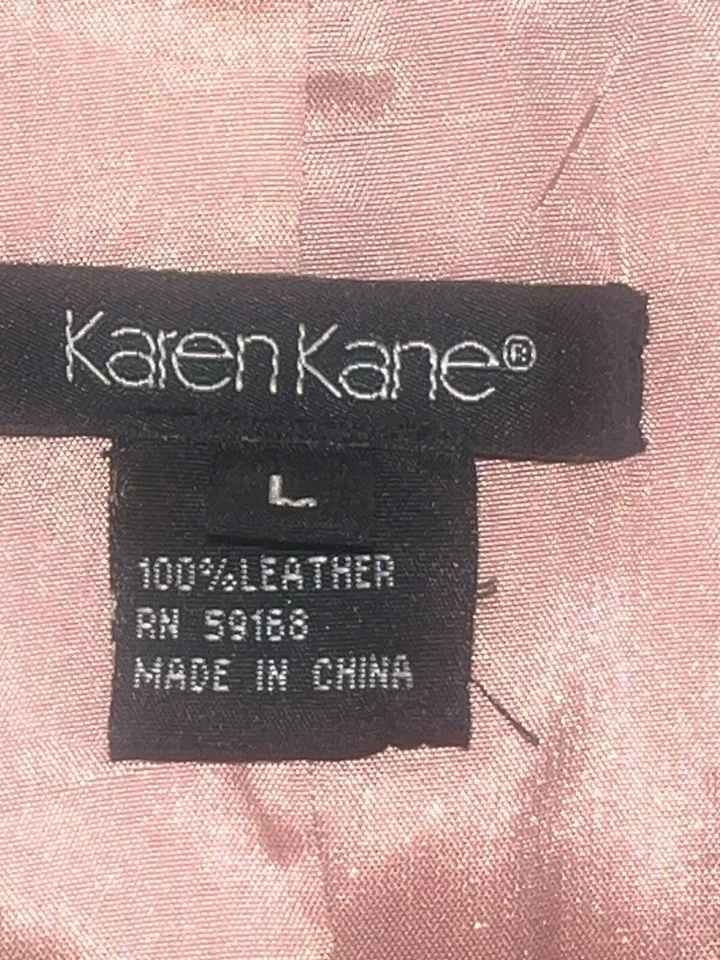 Karen Kane®
L
100%LEATHER
RN 59168
MADE IN CHINA